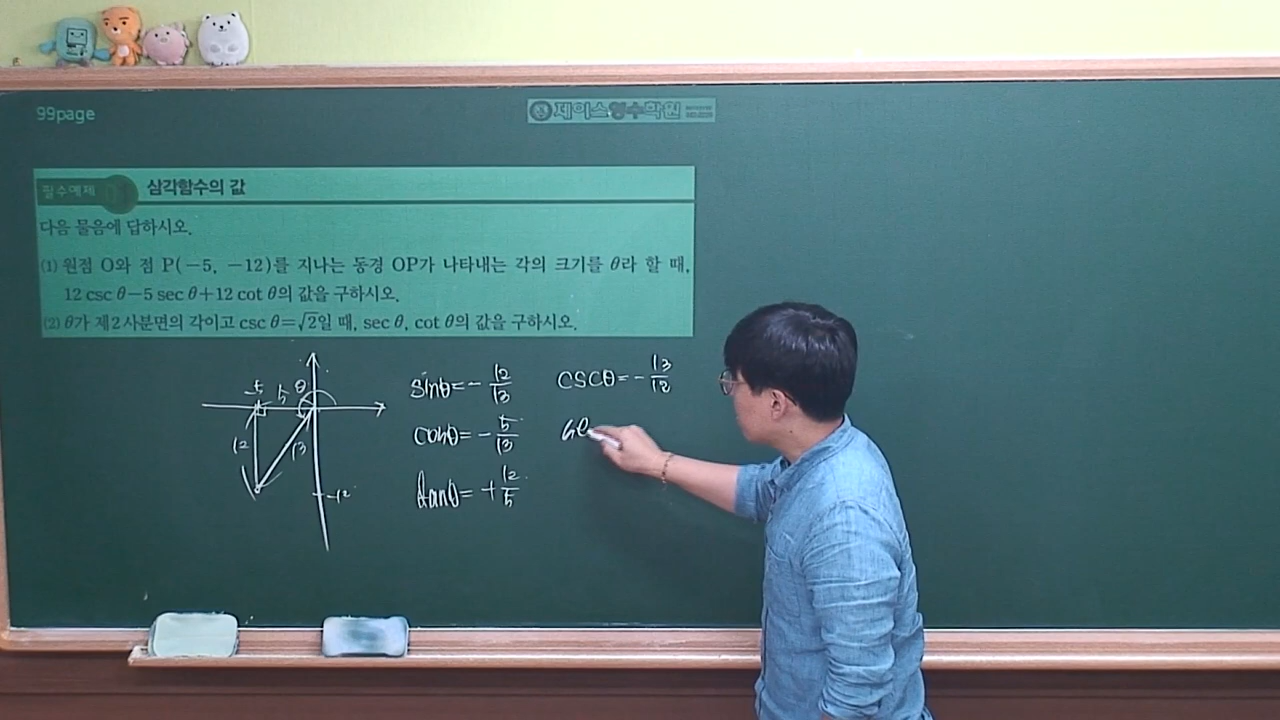 99page
제이스영수학원
필수예제
삼각함수의 값
다음 물음에 답하시오.
(1) 원점 O와 점 P(−5, −12)를 지나는 동경 OP가 나타내는 각의 크기를 θ라 할 때,
12 csc θ−5 sec θ+12 cot θ의 값을 구하시오.
(2) θ가 제2사분면의 각이고 csc θ=√2일 때, sec θ, cot θ의 값을 구하시오.
-5
5
θ
12
13
-12
sinθ=-12/13
cosθ=-5/13
tanθ=+12/5
cscθ=-13/12
se